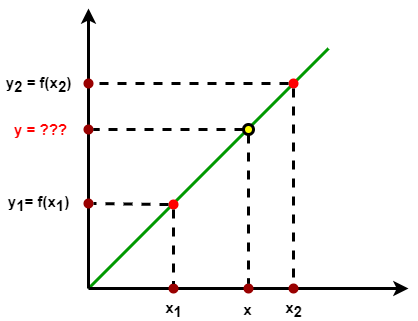 y₂ = f(x₂)
y = ???
y₁= f(x₁)
x₁ x x₂